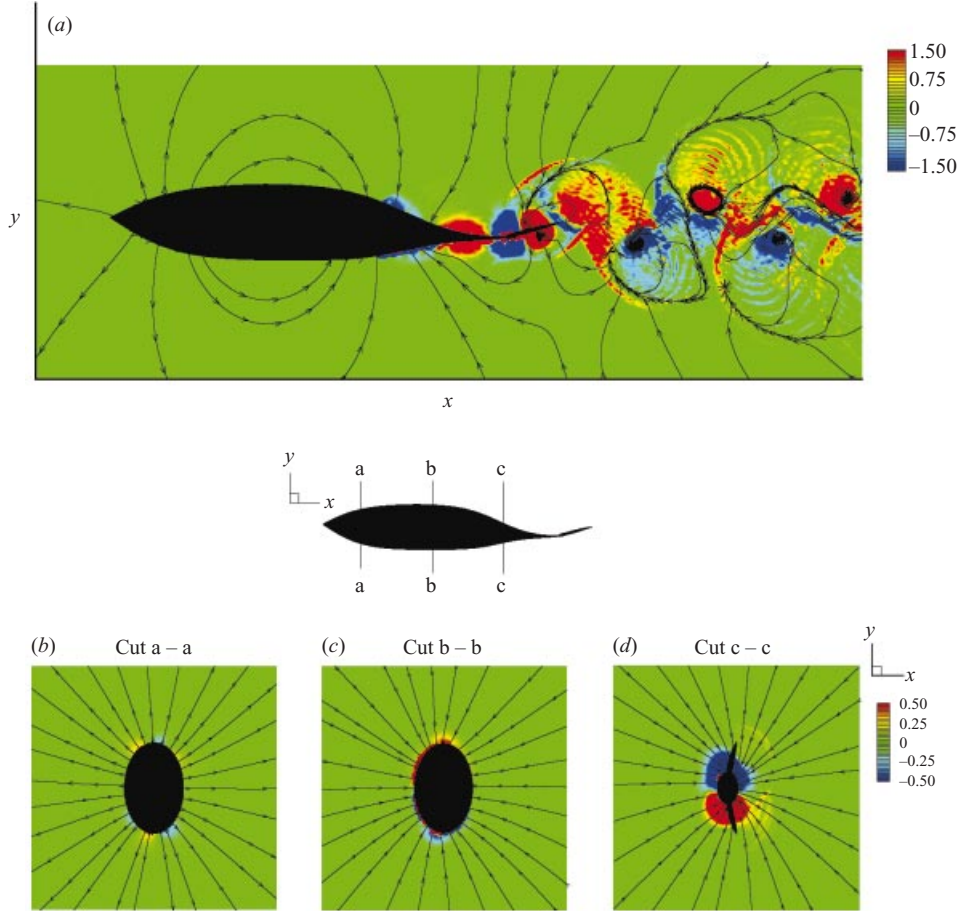 (a)
1.50
0.75
0
–0.75
–1.50
y
x
y
x
a
b
c
a
b
c
(b)
Cut a – a
(c)
Cut b – b
(d)
Cut c – c
y
x
0.50
0.25
0
–0.25
–0.50